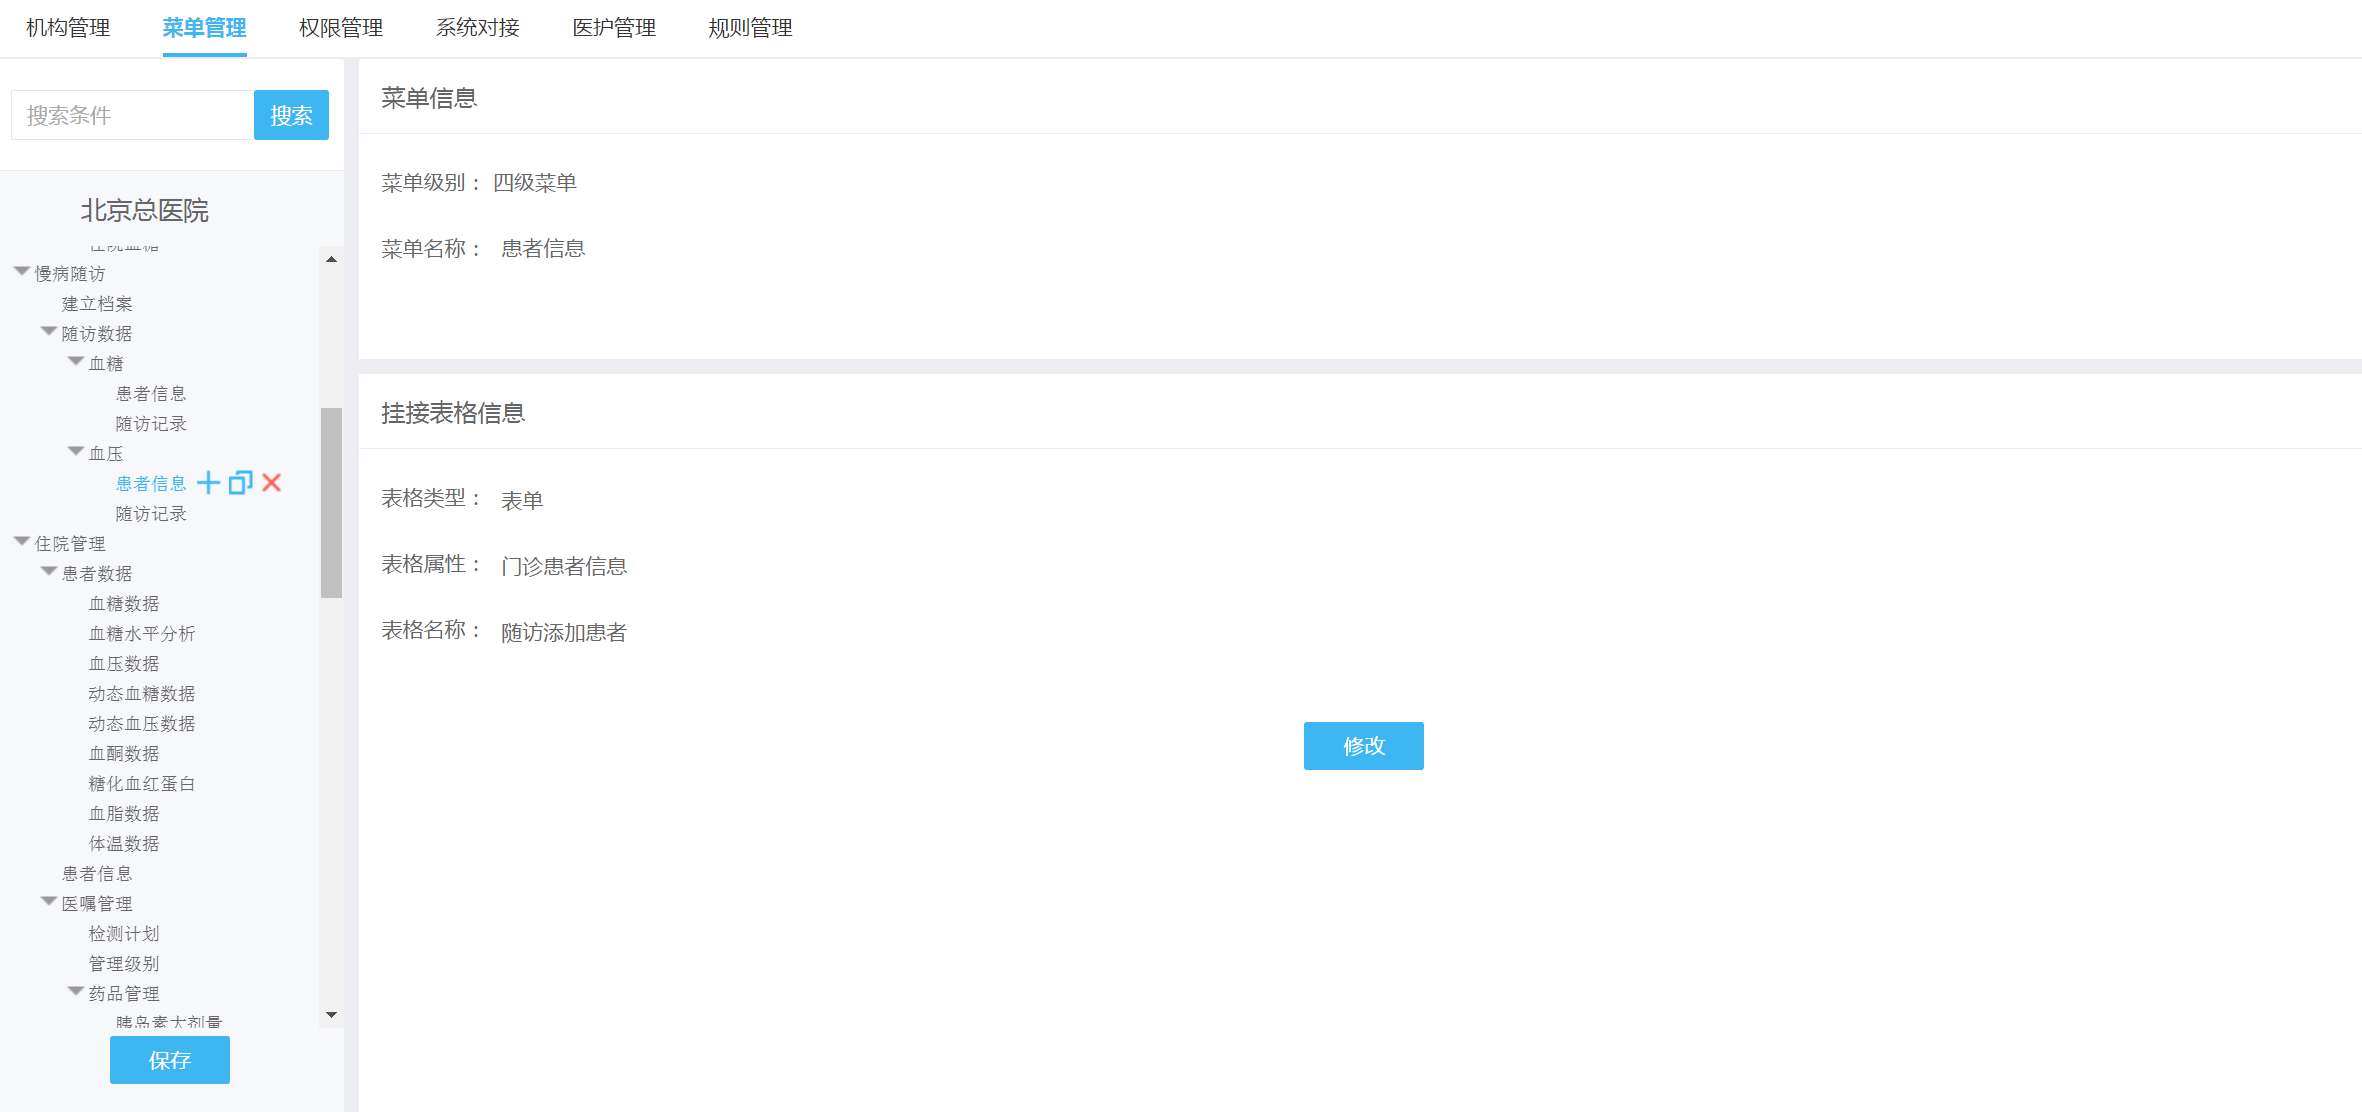 机构管理 菜单管理 权限管理 系统对接 医护管理 规则管理
搜索条件 搜索
北京总医院
住院血糖
慢病随访
建立档案
随访数据
血糖
患者信息
随访记录
血压
患者信息
随访记录
住院管理
患者数据
血糖数据
血糖水平分析
血压数据
动态血糖数据
动态血压数据
血酮数据
糖化血红蛋白
血脂数据
体温数据
患者信息
医嘱管理
检测计划
管理级别
药品管理
胰岛素大剂量
保存
菜单信息
菜单级别： 四级菜单
菜单名称： 患者信息
挂接表格信息
表格类型： 表单
表格属性： 门诊患者信息
表格名称： 随访添加患者
修改